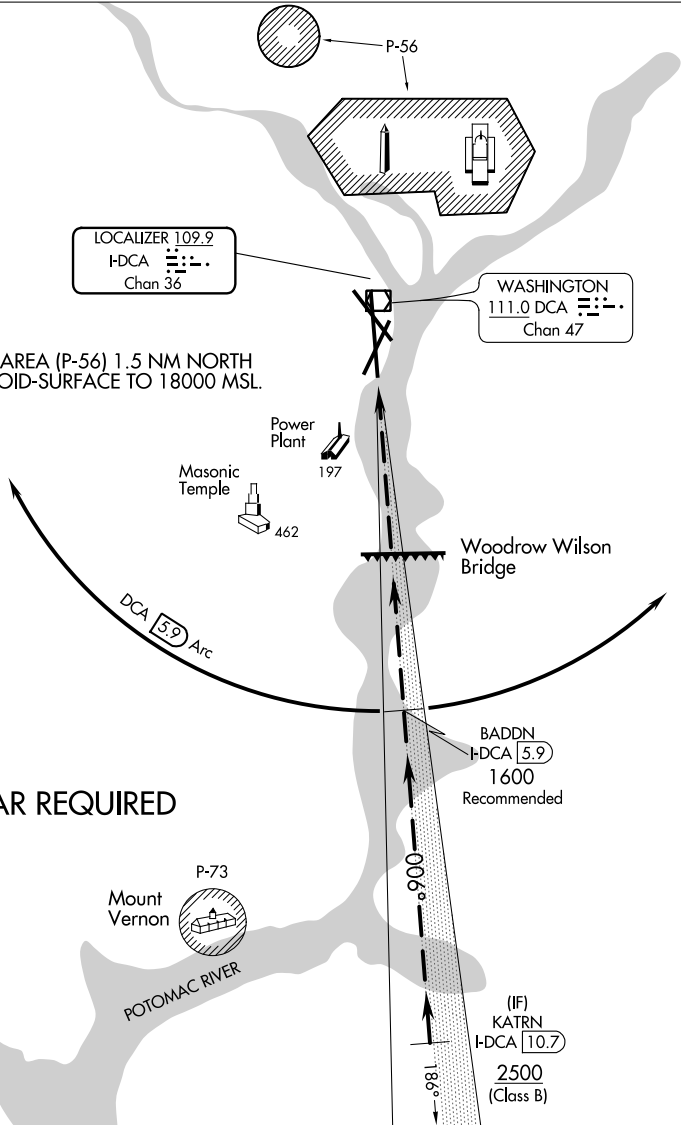 P-56
LOCALIZER 109.9
I-DCA
Chan 36
WASHINGTON
111.0 DCA
Chan 47
AREA (P-56) 1.5 NM NORTH
OID-SURFACE TO 18000 MSL.
Power
Plant
197
Masonic
Temple
462
Woodrow Wilson
Bridge
DCA 5.9 Arc
BADDN
I-DCA 5.9
1600
Recommended
AR REQUIRED
006°
P-73
Mount
Vernon
POTOMAC RIVER
(IF)
KATRN
I-DCA 10.7
2500
(Class B)
186°